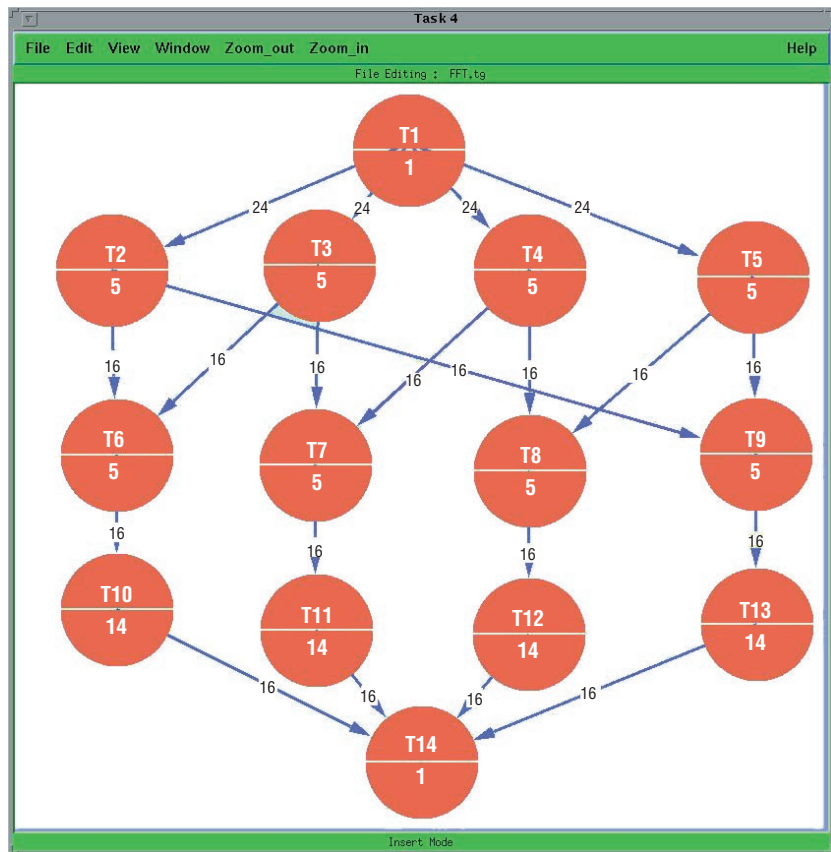 Task 4
File Edit View Window Zoom_out Zoom_in Help
File Editing : FFT.tg
T1
1
24 24 24 24
T2 T3 T4 T5
5 5 5 5
16 16 16 16 16 16 16 16
T6 T7 T8 T9
5 5 5 5
16 16 16 16
T10 T11 T12 T13
14 14 14 14
16 16 16 16
T14
1
Insert Mode